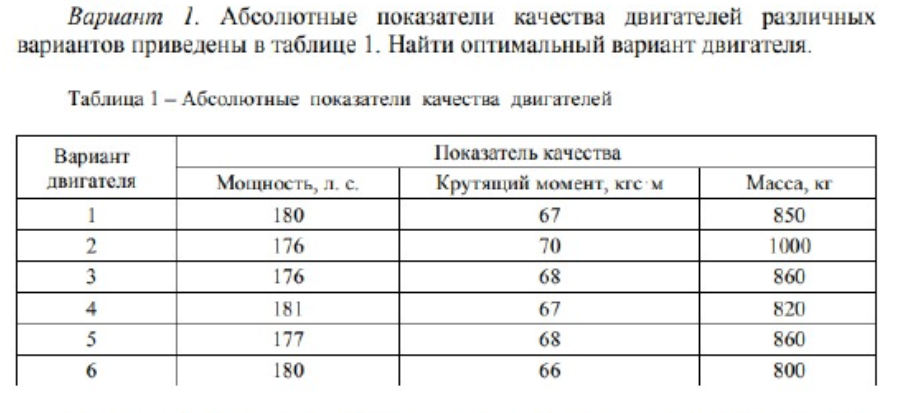 Вариант 1. Абсолютные показатели качества двигателей различных
вариантов приведены в таблице 1. Найти оптимальный вариант двигателя.
Таблица 1 – Абсолютные показатели качества двигателей
Вариант двигателя Показатель качества
Мощность, л. с. Крутящий момент, кгс·м Масса, кг
1 180 67 850
2 176 70 1000
3 176 68 860
4 181 67 820
5 177 68 860
6 180 66 800